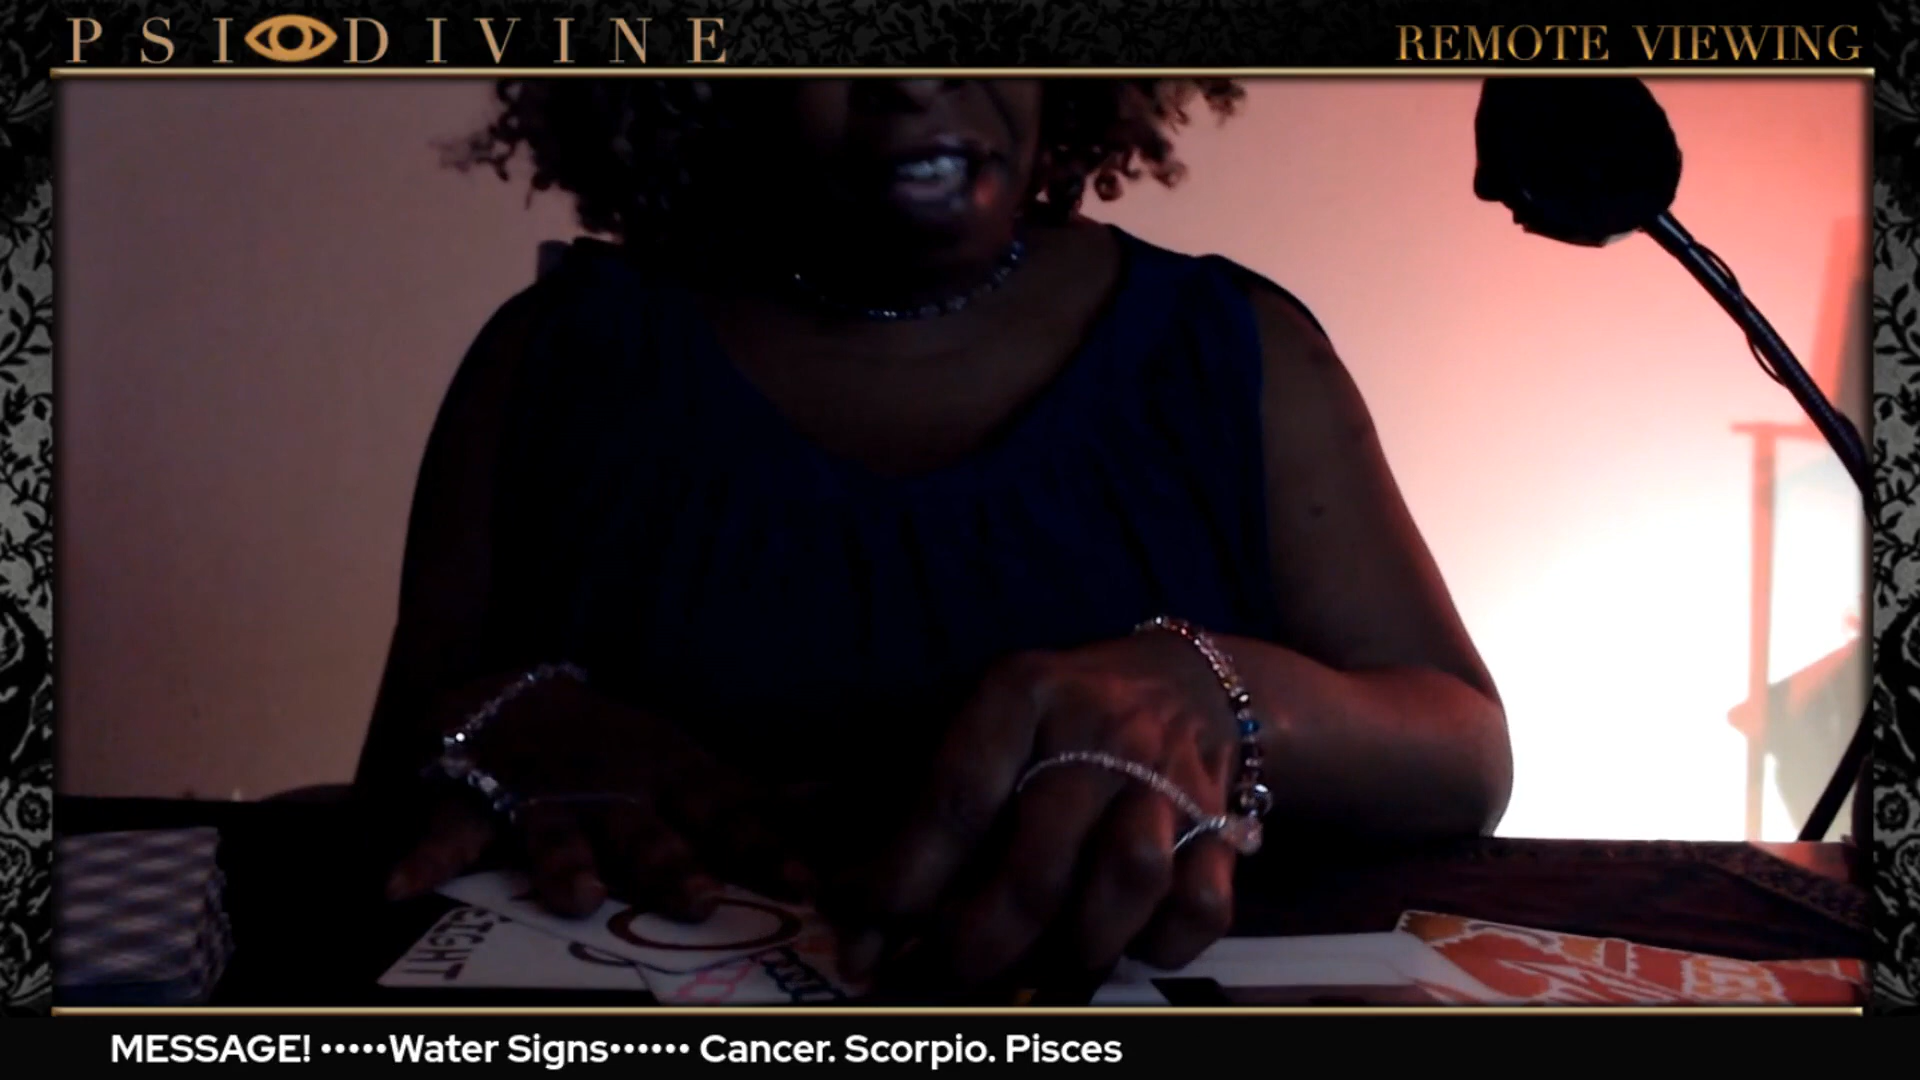 PSI DIVINE
REMOTE VIEWING
EIGHT
MESSAGE! •••••Water Signs•••••• Cancer. Scorpio. Pisces